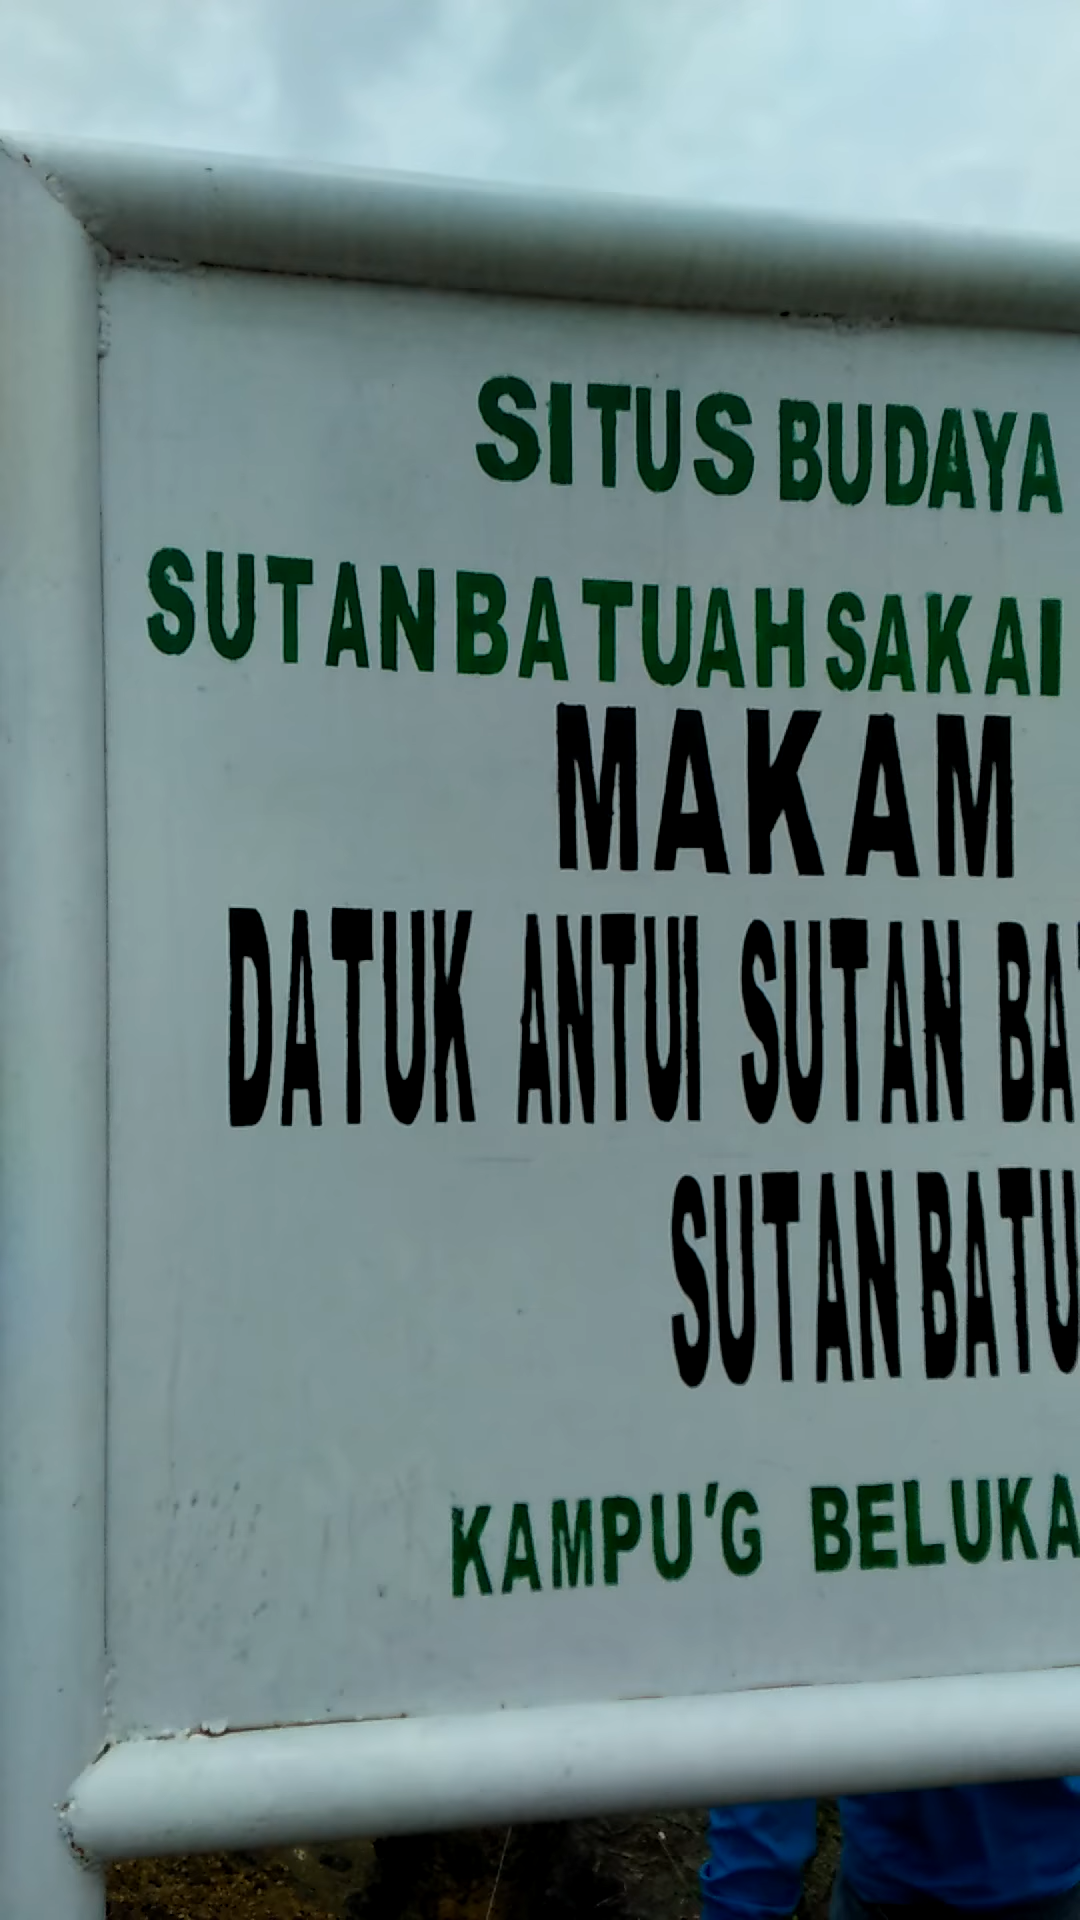 SITUS BUDAYA
SUTAN BATUAH SAKAI
MAKAM
DATUK ANTUI SUTAN
SUTAN
KAMPU'G